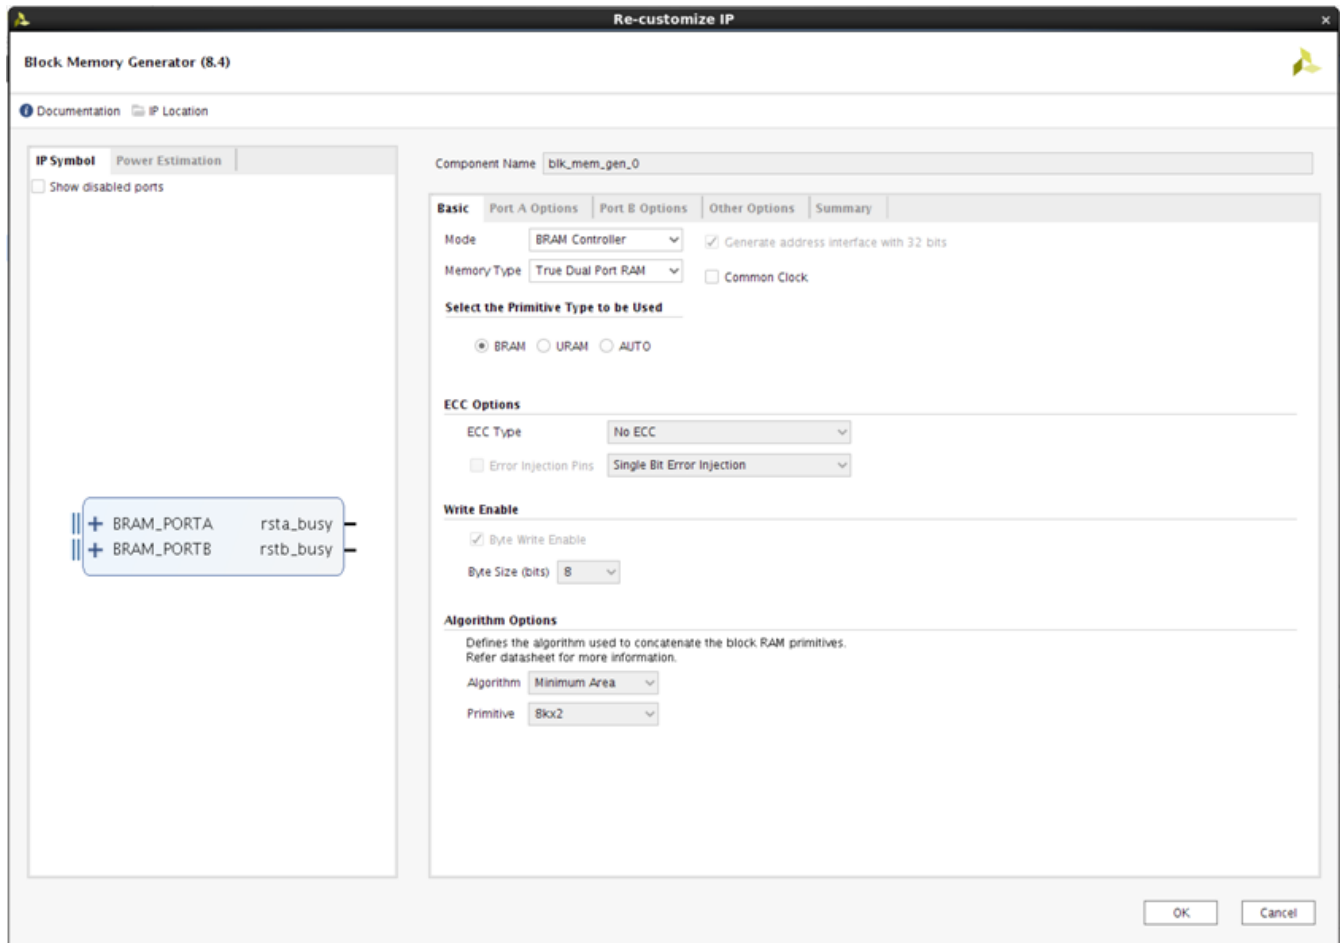 Re-customize IP
Block Memory Generator (8.4)
Documentation IP Location
IP Symbol Power Estimation
Show disabled ports
BRAM_PORTA rsta_busy
BRAM_PORTB rstb_busy
Component Name blk_mem_gen_0
Basic Port A Options Port B Options Other Options Summary
Mode BRAM Controller Generate address interface with 32 bits
Memory Type True Dual Port RAM Common Clock
Select the Primitive Type to be Used
BRAM URAM AUTO
ECC Options
ECC Type No ECC
Error Injection Pins Single Bit Error Injection
Write Enable
Byte Write Enable
Byte Size (bits) 8
Algorithm Options
Defines the algorithm used to concatenate the block RAM primitives.
Refer datasheet for more information.
Algorithm Minimum Area
Primitive 8kx2
OK Cancel